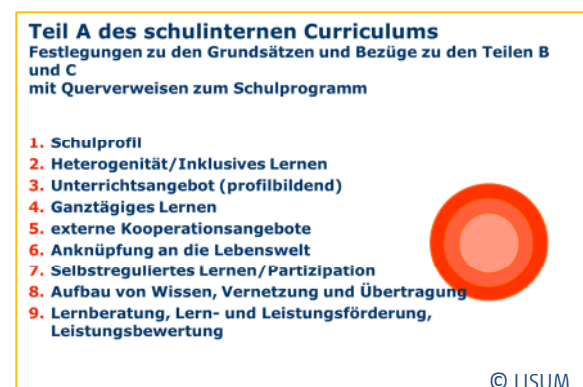 Teil A des schulinternen Curriculums
Festlegungen zu den Grundsätzen und Bezüge zu den Teilen B
und C
mit Querverweisen zum Schulprogramm
1. Schulprofil
2. Heterogenität/Inklusives Lernen
3. Unterrichtsangebot (profilbildend)
4. Ganztägiges Lernen
5. externe Kooperationsangebote
6. Anknüpfung an die Lebenswelt
7. Selbstreguliertes Lernen/Partizipation
8. Aufbau von Wissen, Vernetzung und Übertragung
9. Lernberatung, Lern- und Leistungsförderung,
Leistungsbewertung
© LISUM